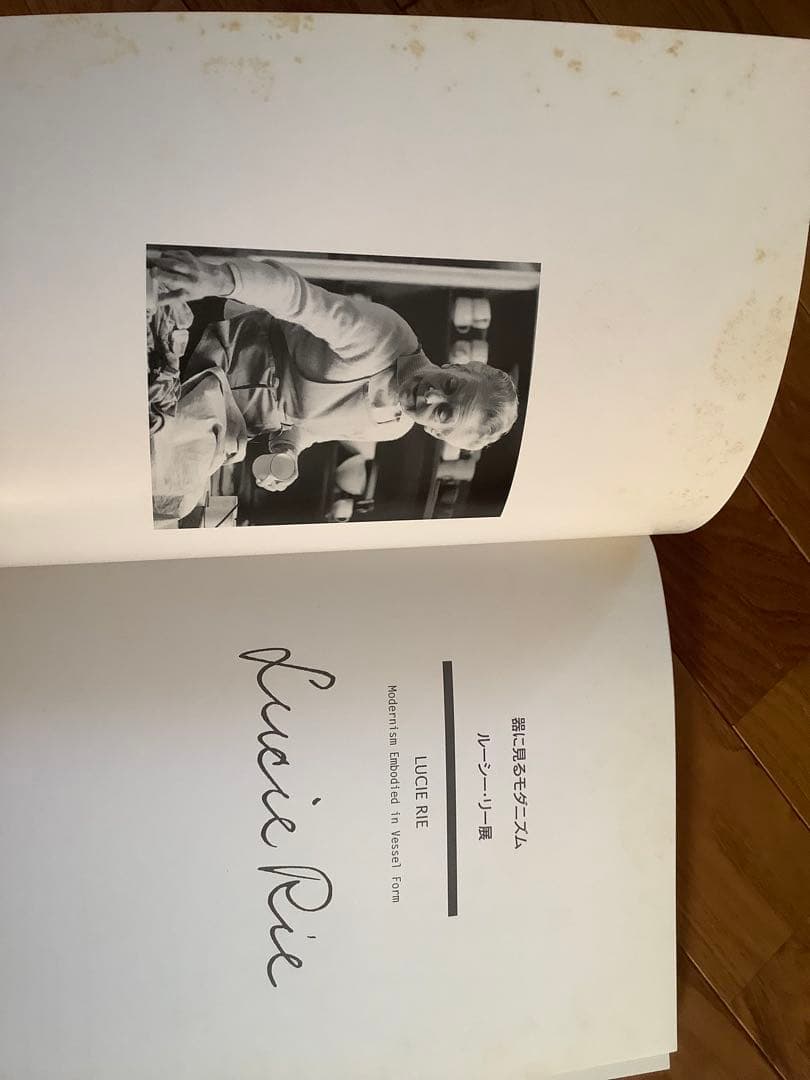 器に見るモダニズム
ルーシー・リー展
LUCIE RIE
Modernism Embodied in Vessel Form
Lucie Rie